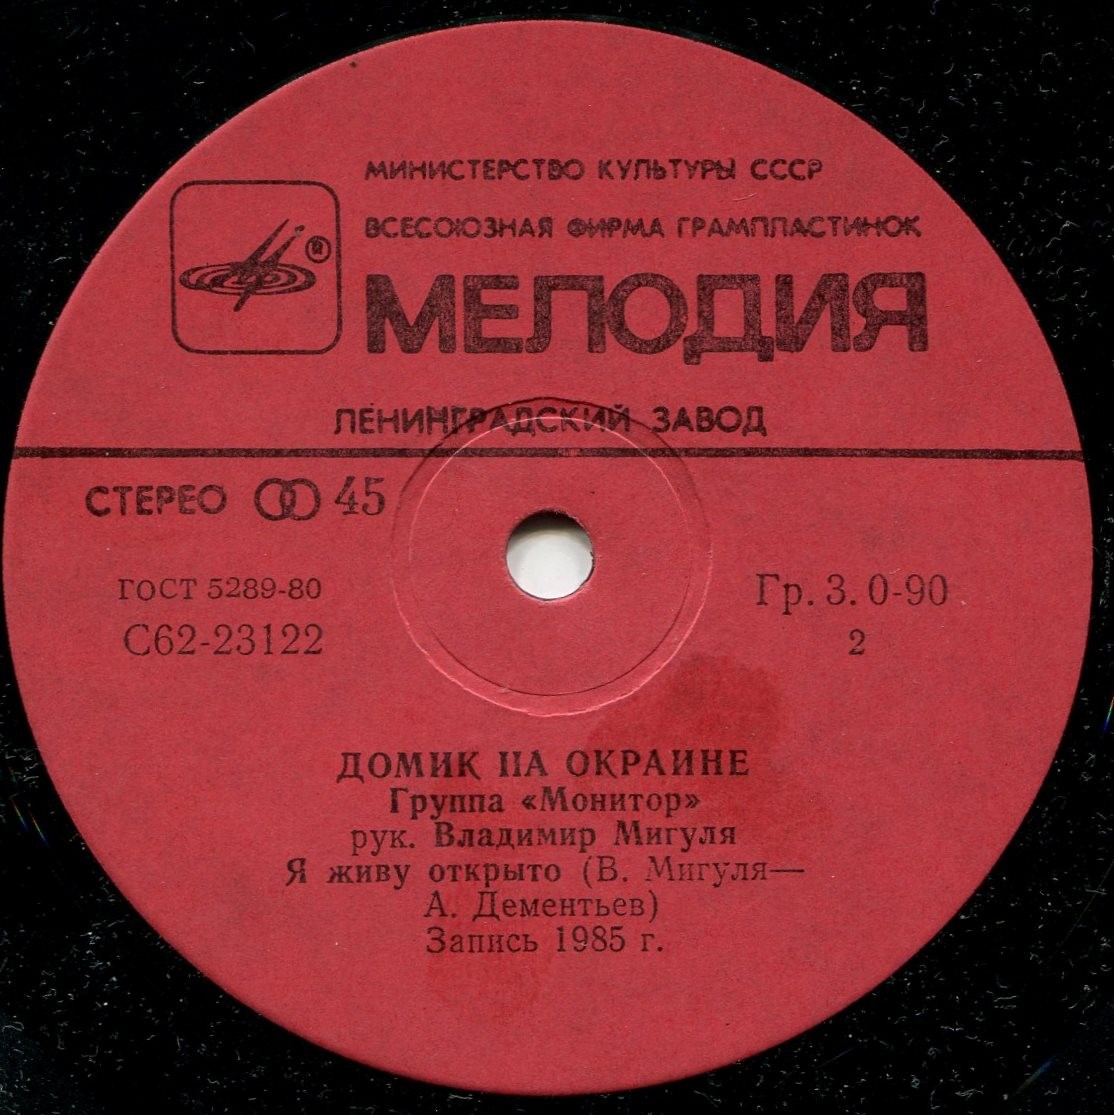 МИНИСТЕРСТВО КУЛЬТУРЫ СССР
ВСЕСОЮЗНАЯ ФИРМА ГРАМПЛАСТИНОК
МЕЛОДИЯ
ЛЕНИНГРАДСКИЙ ЗАВОД
СТЕРЕО 45
ГОСТ 5289-80
С62-23122
Гр. 3. 0-90
2
ДОМИК НА ОКРАИНЕ
Группа «Монитор»
рук. Владимир Мигуля
Я живу открыто (В. Мигуля—
А. Дементьев)
Запись 1985 г.